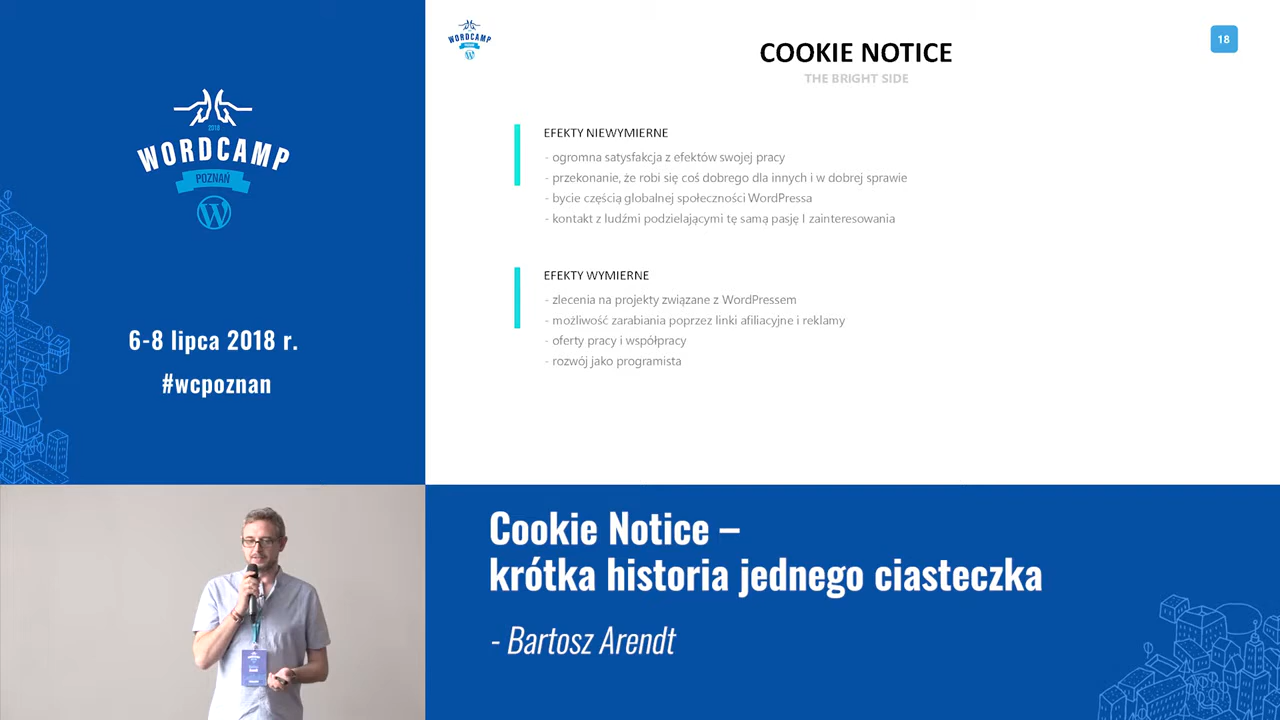 2018
WORDCAMP
POZNAŃ
6-8 lipca 2018 r.
#wcpoznan
WORDCAMP
18
COOKIE NOTICE
THE BRIGHT SIDE
EFEKTY NIEWYMIERNE
- ogromna satysfakcja z efektów swojej pracy
- przekonanie, że robi się coś dobrego dla innych i w dobrej sprawie
- bycie częścią globalnej społeczności WordPressa
- kontakt z ludźmi podzielającymi tę samą pasję I zainteresowania
EFEKTY WYMIERNE
- zlecenia na projekty związane z WordPressem
- możliwość zarabiania poprzez linki afiliacyjne i reklamy
- oferty pracy i współpracy
- rozwój jako programista
Cookie Notice –
krótka historia jednego ciasteczka
- Bartosz Arendt